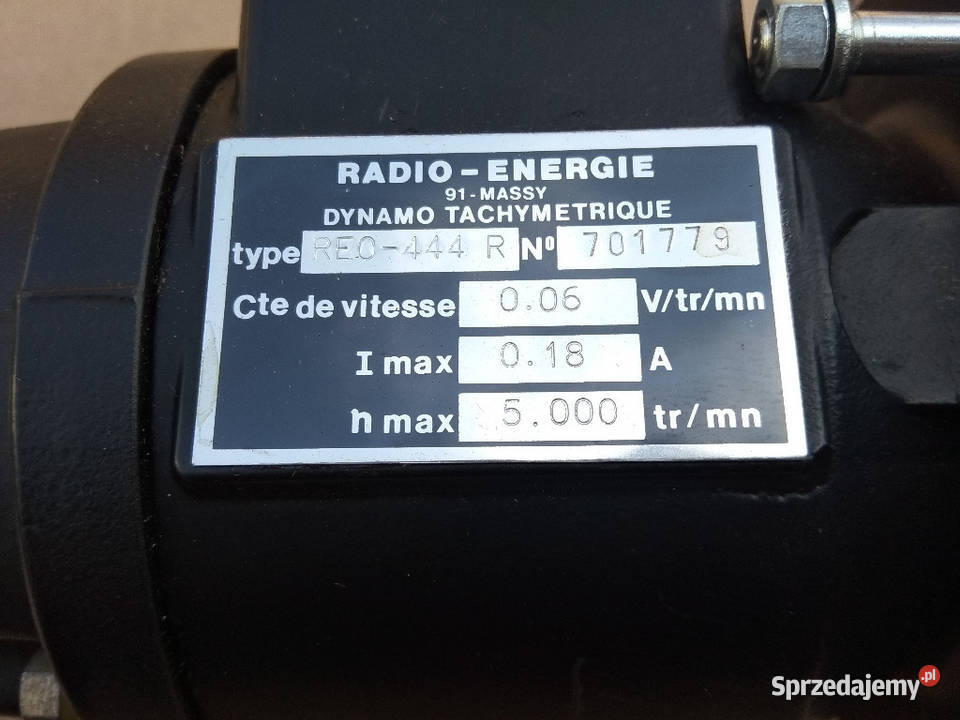 RADIO-ENERGIE
91-MASSY
DYNAMO TACHYMETRIQUE
type REO-444 R Nº 701779
Cte de vitesse 0.06 V/tr/mn
I max 0.18 A
n max 5.000 tr/mn
Sprzedajemy.pl